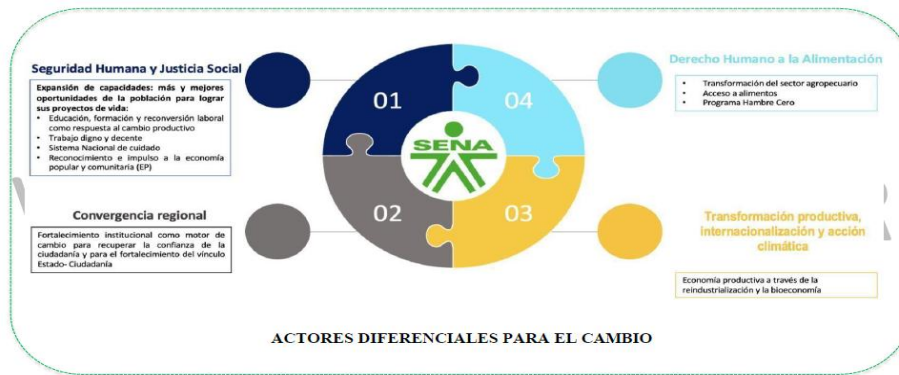 Seguridad Humana y Justicia Social
Expansión de capacidades: más y mejores
oportunidades de la población para lograr
sus proyectos de vida:
• Educación, formación y reconversión laboral
como respuesta al cambio productivo
• Trabajo digno y decente
• Sistema Nacional de cuidado
• Reconocimiento e impulso a la economía
popular y comunitaria (EP)
Convergencia regional
Fortalecimiento institucional como motor de
cambio para recuperar la confianza de la
ciudadanía y para el fortalecimiento del vínculo
Estado- Ciudadanía
01
04
SENA
02
03
Derecho Humano a la Alimentación
• Transformación del sector agropecuario
• Acceso a alimentos
• Programa Hambre Cero
Transformación productiva,
internacionalización y acción
climática
Economía productiva a través de la
reindustrialización y la bioeconomía
ACTORES DIFERENCIALES PARA EL CAMBIO